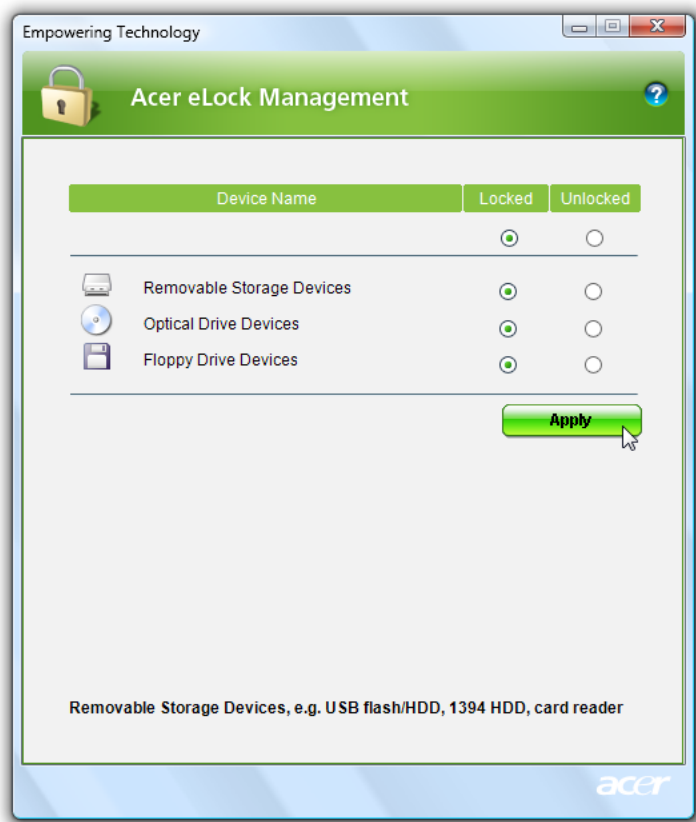 Empowering Technology
Acer eLock Management
Device Name Locked Unlocked
Removable Storage Devices
Optical Drive Devices
Floppy Drive Devices
Apply
Removable Storage Devices, e.g. USB flash/HDD, 1394 HDD, card reader
acer